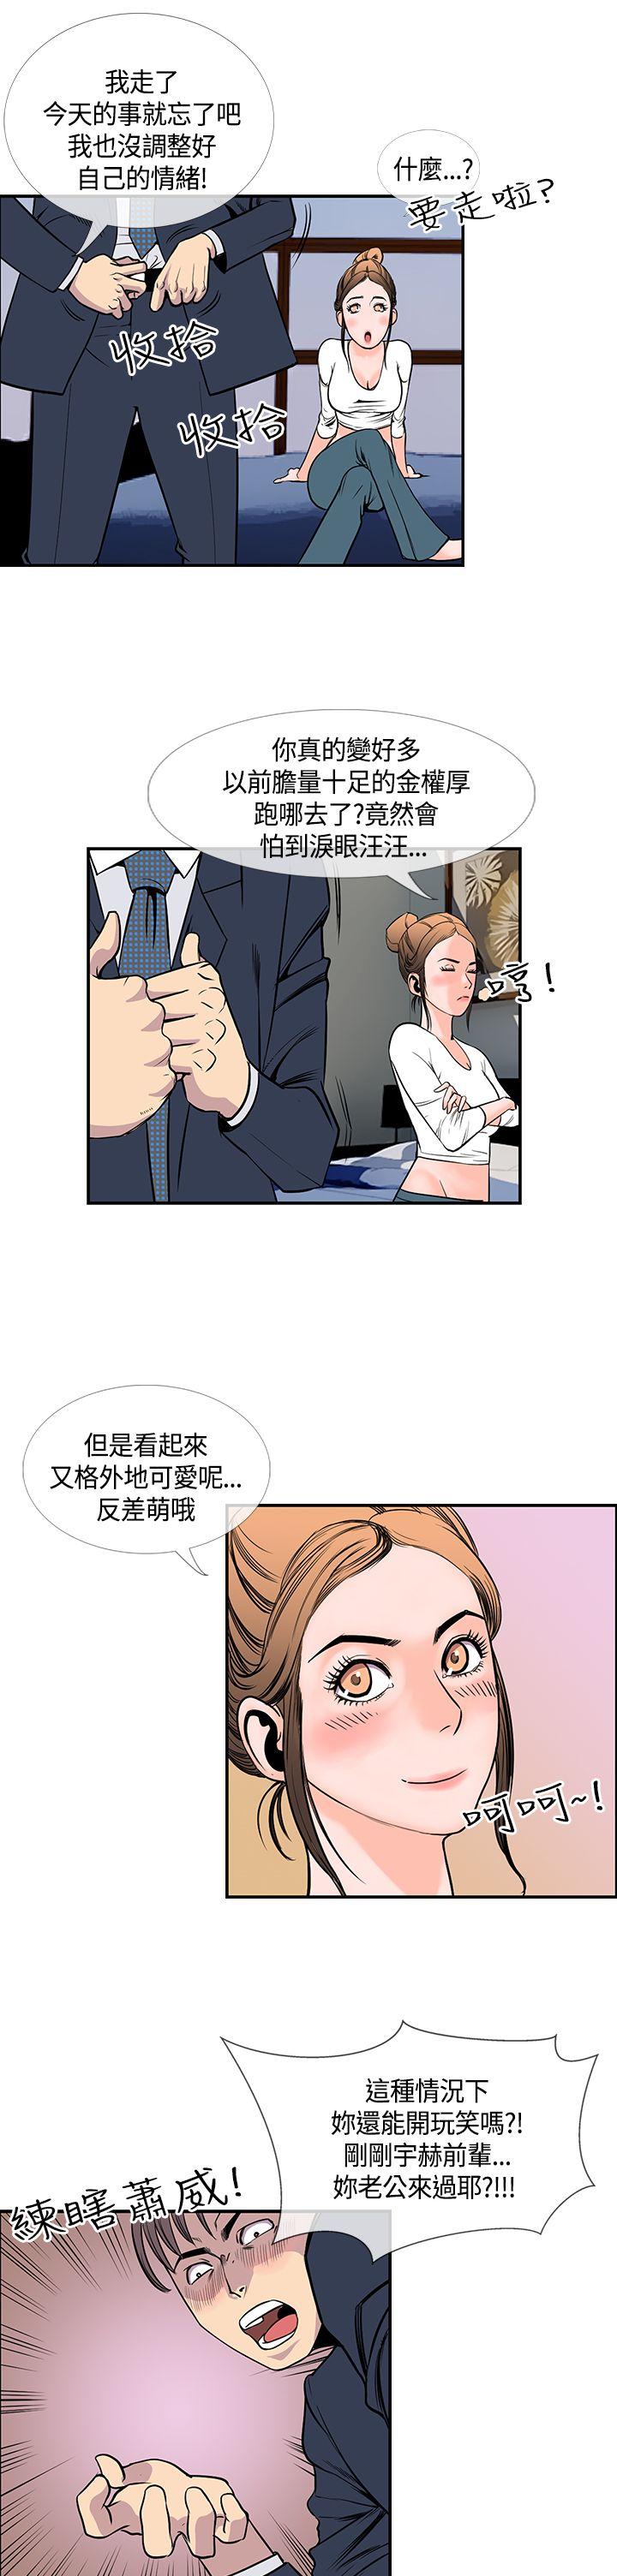 我走了
今天的事就忘了吧
我也沒調整好
自己的情緒!
什麼...?
要走啦?
收拾
收拾
你真的變好多
以前膽量十足的金權厚
跑哪去了?竟然會
怕到淚眼汪汪...
哼!
但是看起來
又格外地可愛呢...
反差萌哦
呵呵~!
這種情況下
妳還能開玩笑嗎?!
剛剛宇赫前輩...
妳老公來過耶?!!!
練瞎蕭威!